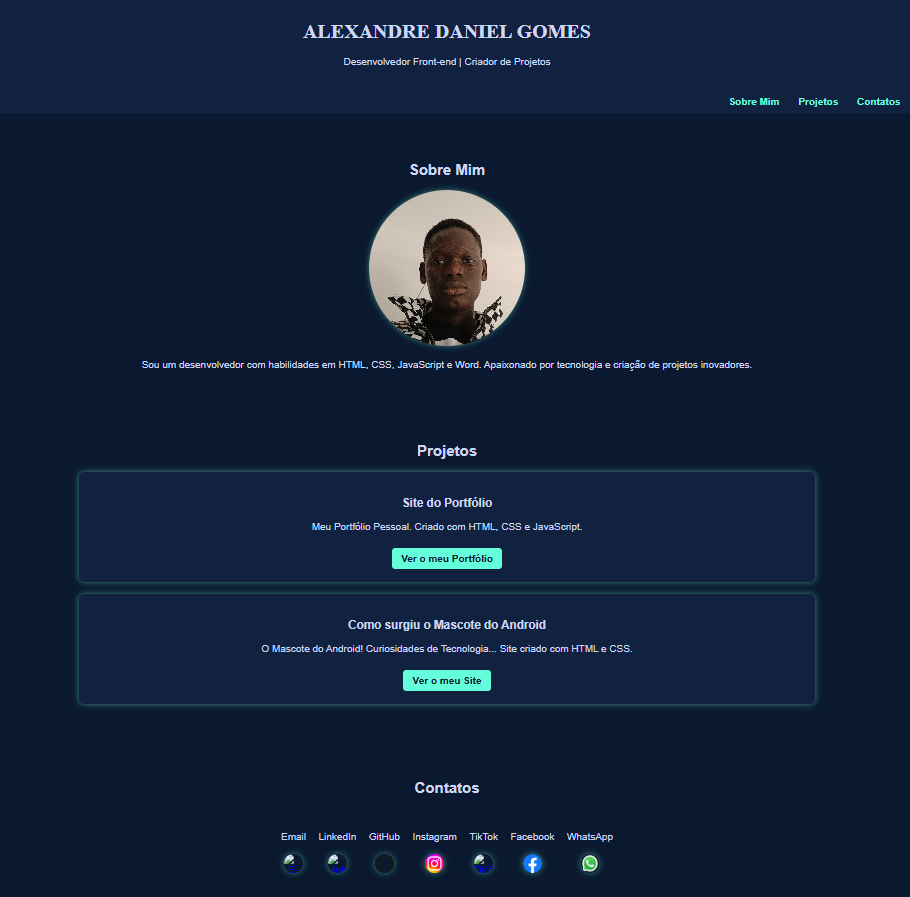 ALEXANDRE DANIEL GOMES
Desenvolvedor Front-end | Criador de Projetos
Sobre Mim Projetos Contatos
Sobre Mim
Sou um desenvolvedor com habilidades em HTML, CSS, JavaScript e Word. Apaixonado por tecnologia e criação de projetos inovadores.
Projetos
Site do Portfólio
Meu Portfólio Pessoal. Criado com HTML, CSS e JavaScript.
Ver o meu Portfólio
Como surgiu o Mascote do Android
O Mascote do Android! Curiosidades de Tecnologia... Site criado com HTML e CSS.
Ver o meu Site
Contatos
Email LinkedIn GitHub Instagram TikTok Facebook WhatsApp